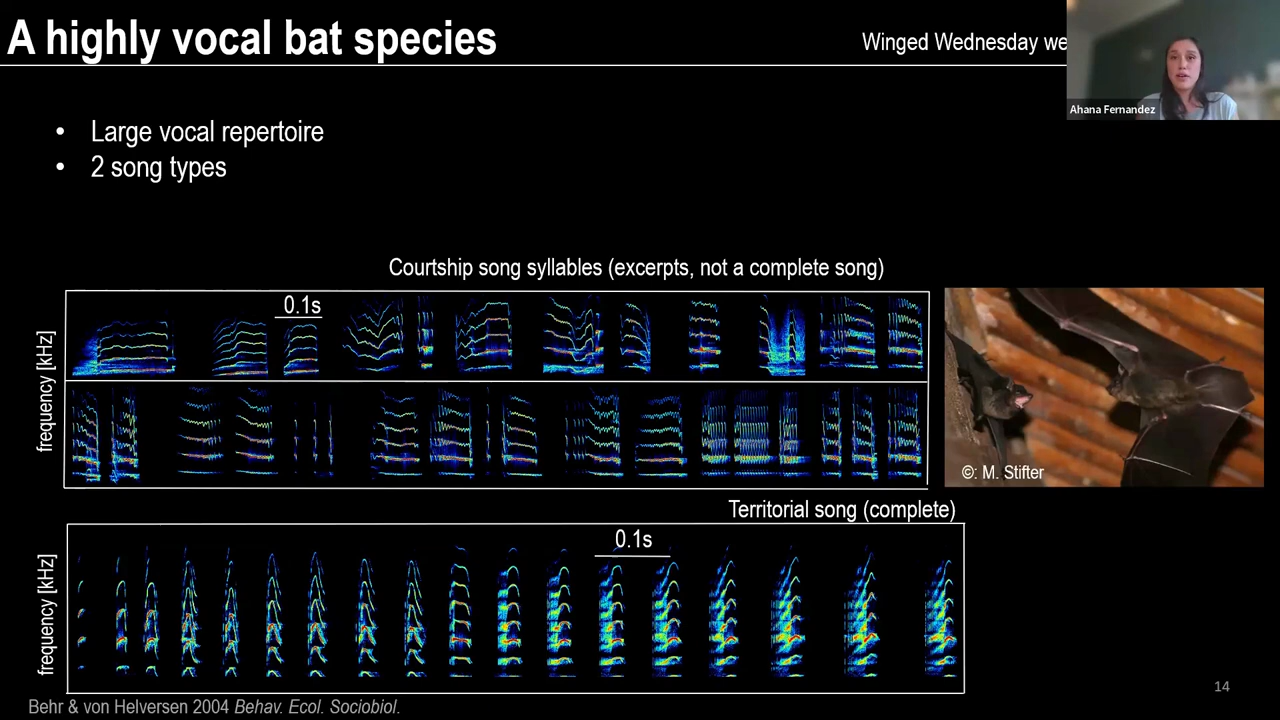 A highly vocal bat species
Winged Wednesday we
Ahana Fernandez
• Large vocal repertoire
• 2 song types
Courtship song syllables (excerpts, not a complete song)
0.1s
frequency [kHz]
frequency [kHz]
©: M. Stifter
Territorial song (complete)
0.1s
14
Behr & von Helversen 2004 Behav. Ecol. Sociobiol.